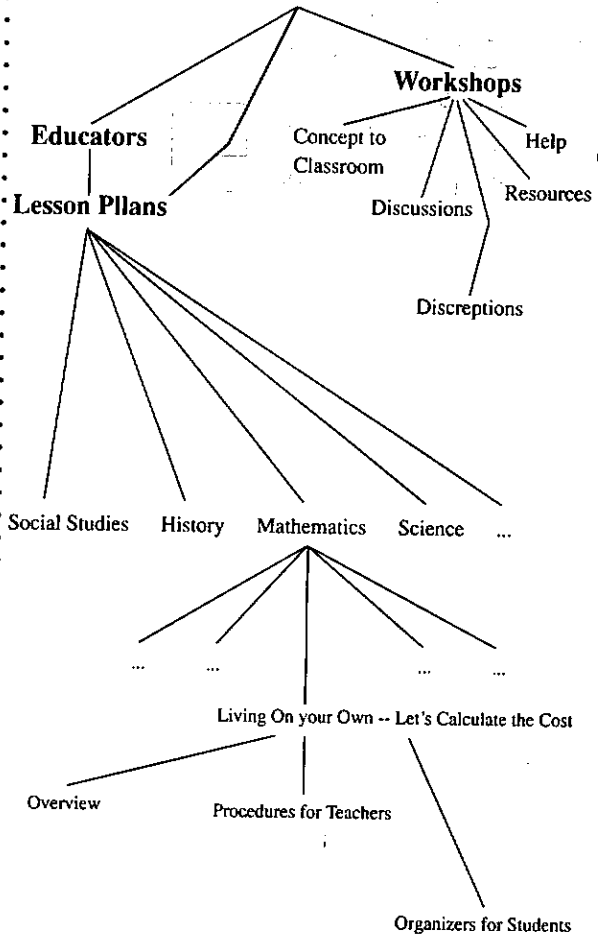 Workshops
Educators
Concept to
Classroom
Help
Resources
Lesson Pllans
Discussions
Discreptions
Social Studies
History
Mathematics
Science
...
...
...
...
...
Living On your Own -- Let's Calculate the Cost
Overview
Procedures for Teachers
Organizers for Students